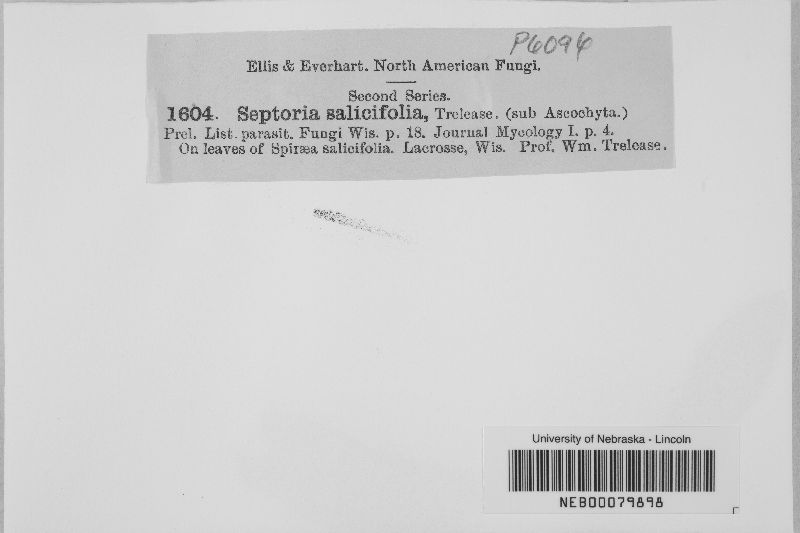 P6096
Ellis & Everhart. North American Fungi.
Second Series.
1604. Septoria salicifolia, Trelease. (sub Ascochyta.)
Prel. List. parasit. Fungi Wis. p. 18. Journal Mycology I. p. 4.
On leaves of Spiræa salicifolia. Lacrosse, Wis. Prof. Wm. Trelease.
University of Nebraska - Lincoln
NEB00079898